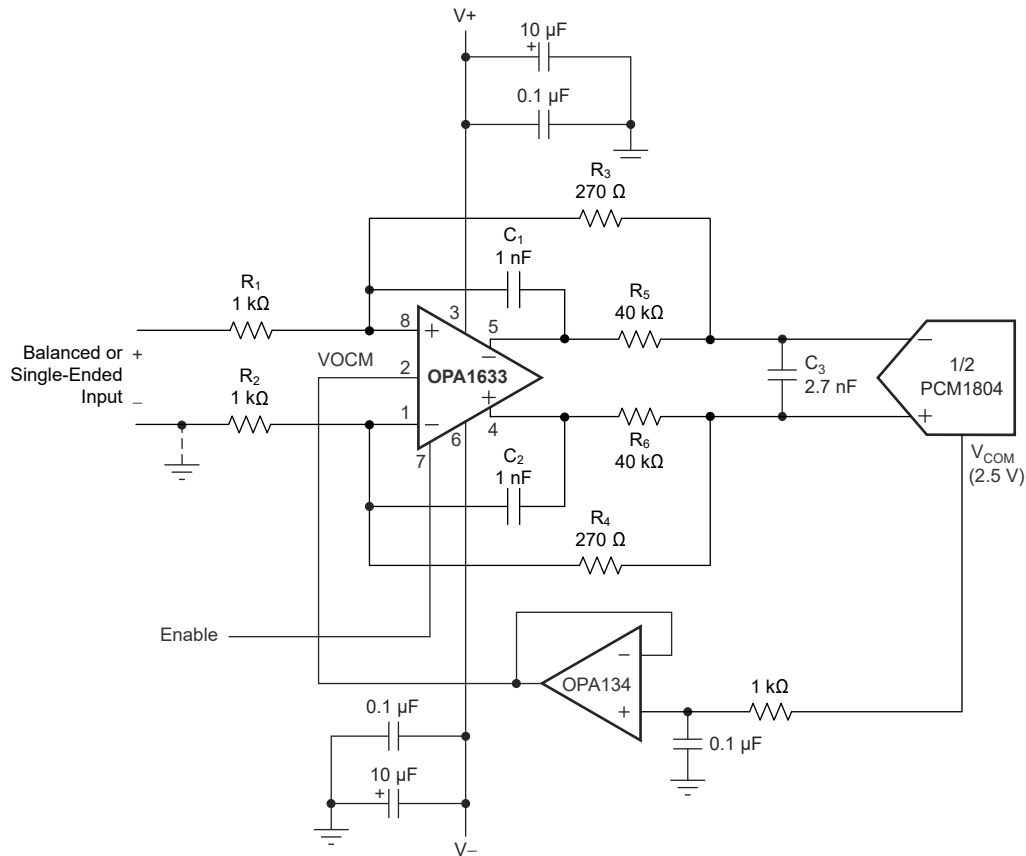 V+
10 µF
+
0.1 µF
R3
270 Ω
C1
1 nF
R1
1 kΩ
R5
40 kΩ
3
5
8
+
−
Balanced or
Single-Ended
Input
+
−
VOCM
2
OPA1633
C3
2.7 nF
−
1/2
PCM1804
+
R2
1 kΩ
1
−
+
4
6
7
R6
40 kΩ
C2
1 nF
VCOM
(2.5 V)
R4
270 Ω
Enable
−
OPA134
+
1 kΩ
0.1 µF
0.1 µF
10 µF
+
V−